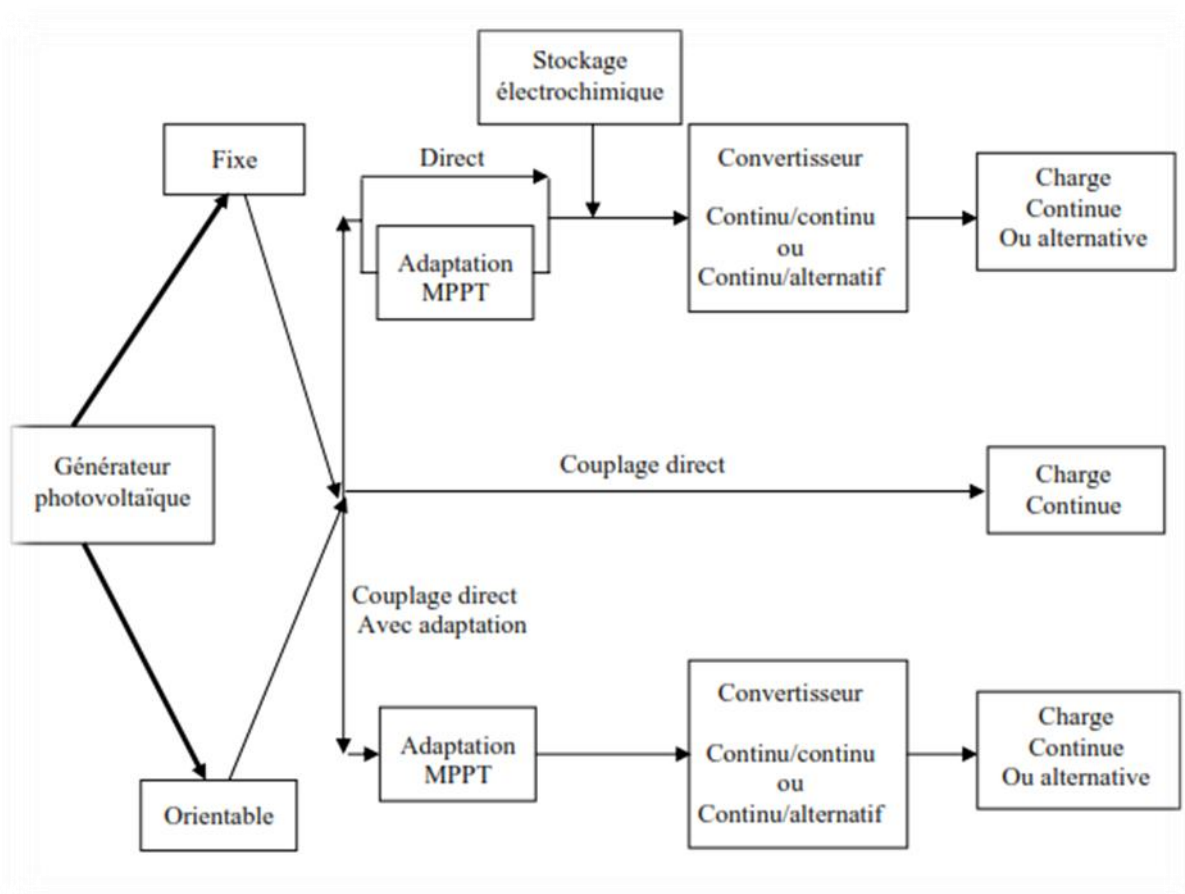 Stockage
électrochimique
Fixe
Direct
Convertisseur
Continu/continu
ou
Continu/alternatif
Charge
Continue
Ou alternative
Adaptation
MPPT
Générateur
photovoltaïque
Couplage direct
Charge
Continue
Couplage direct
Avec adaptation
Orientable
Adaptation
MPPT
Convertisseur
Continu/continu
ou
Continu/alternatif
Charge
Continue
Ou alternative